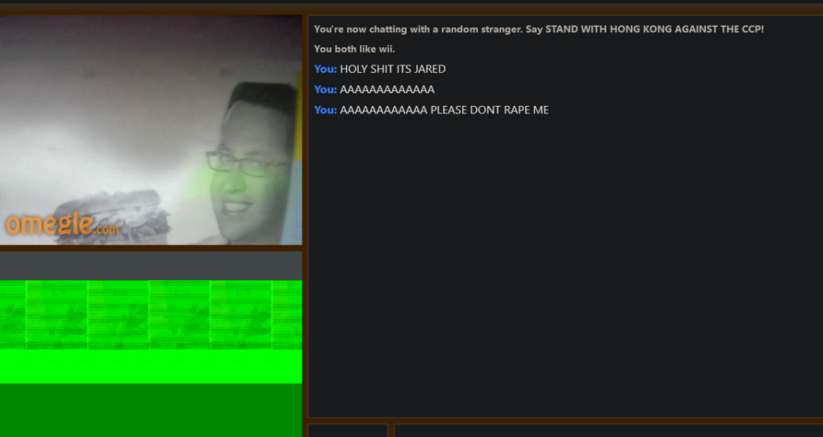 You're now chatting with a random stranger. Say STAND WITH HONG KONG AGAINST THE CCP!
You both like wii.
You: HOLY SHIT ITS JARED
You: AAAAAAAAAAAAA
You: AAAAAAAAAAAA PLEASE DONT RAPE ME
omegle.com